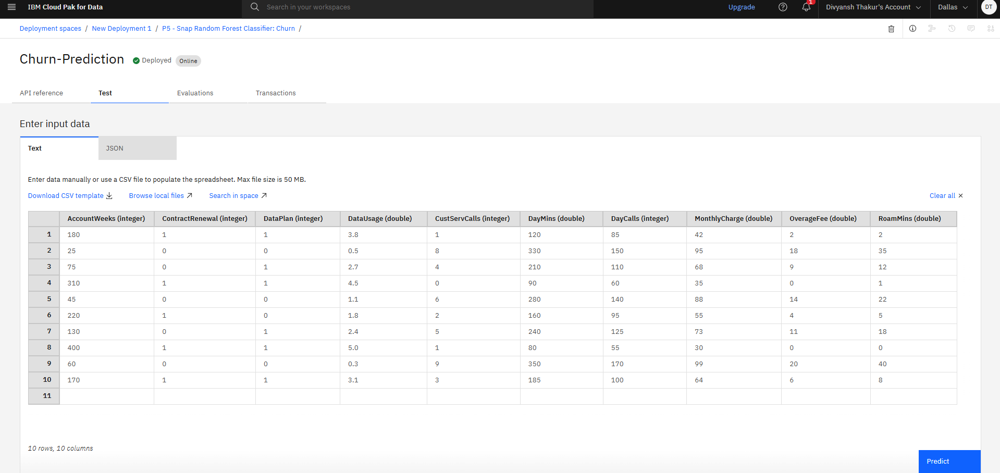 IBM Cloud Pak for Data Search in your workspaces Upgrade 1 Divyansh Thakur's Account Dallas DT
Deployment spaces / New Deployment 1 / P5 - Snap Random Forest Classifier: Churn /
Churn-Prediction Deployed Online
API reference Test Evaluations Transactions
Enter input data
Text JSON
Enter data manually or use a CSV file to populate the spreadsheet. Max file size is 50 MB.
Download CSV template Browse local files Search in space Clear all
AccountWeeks (integer) ContractRenewal (integer) DataPlan (integer) DataUsage (double) CustServCalls (integer) DayMins (double) DayCalls (integer) MonthlyCharge (double) OverageFee (double) RoamMins (double)
1 180 1 1 3.8 1 120 85 42 2 2
2 25 0 0 0.5 8 330 150 95 18 35
3 75 0 1 2.7 4 210 110 68 9 12
4 310 1 1 4.5 0 90 60 35 0 1
5 45 0 0 1.1 6 280 140 88 14 22
6 220 1 0 1.8 2 160 95 55 4 5
7 130 0 1 2.4 5 240 125 73 11 18
8 400 1 1 5.0 1 80 55 30 0 0
9 60 0 0 0.3 9 350 170 99 20 40
10 170 1 1 3.1 3 185 100 64 6 8
11
10 rows, 10 columns
Predict